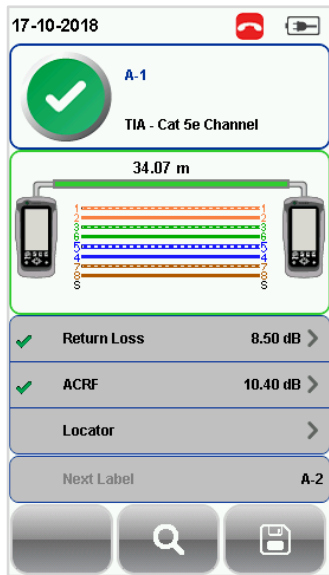 17-10-2018
A-1
TIA - Cat 5e Channel
34.07 m
1 1
2 2
3 3
6 6
5 5
4 4
7 7
8 8
S S
Return Loss 8.50 dB
ACRF 10.40 dB
Locator
Next Label A-2